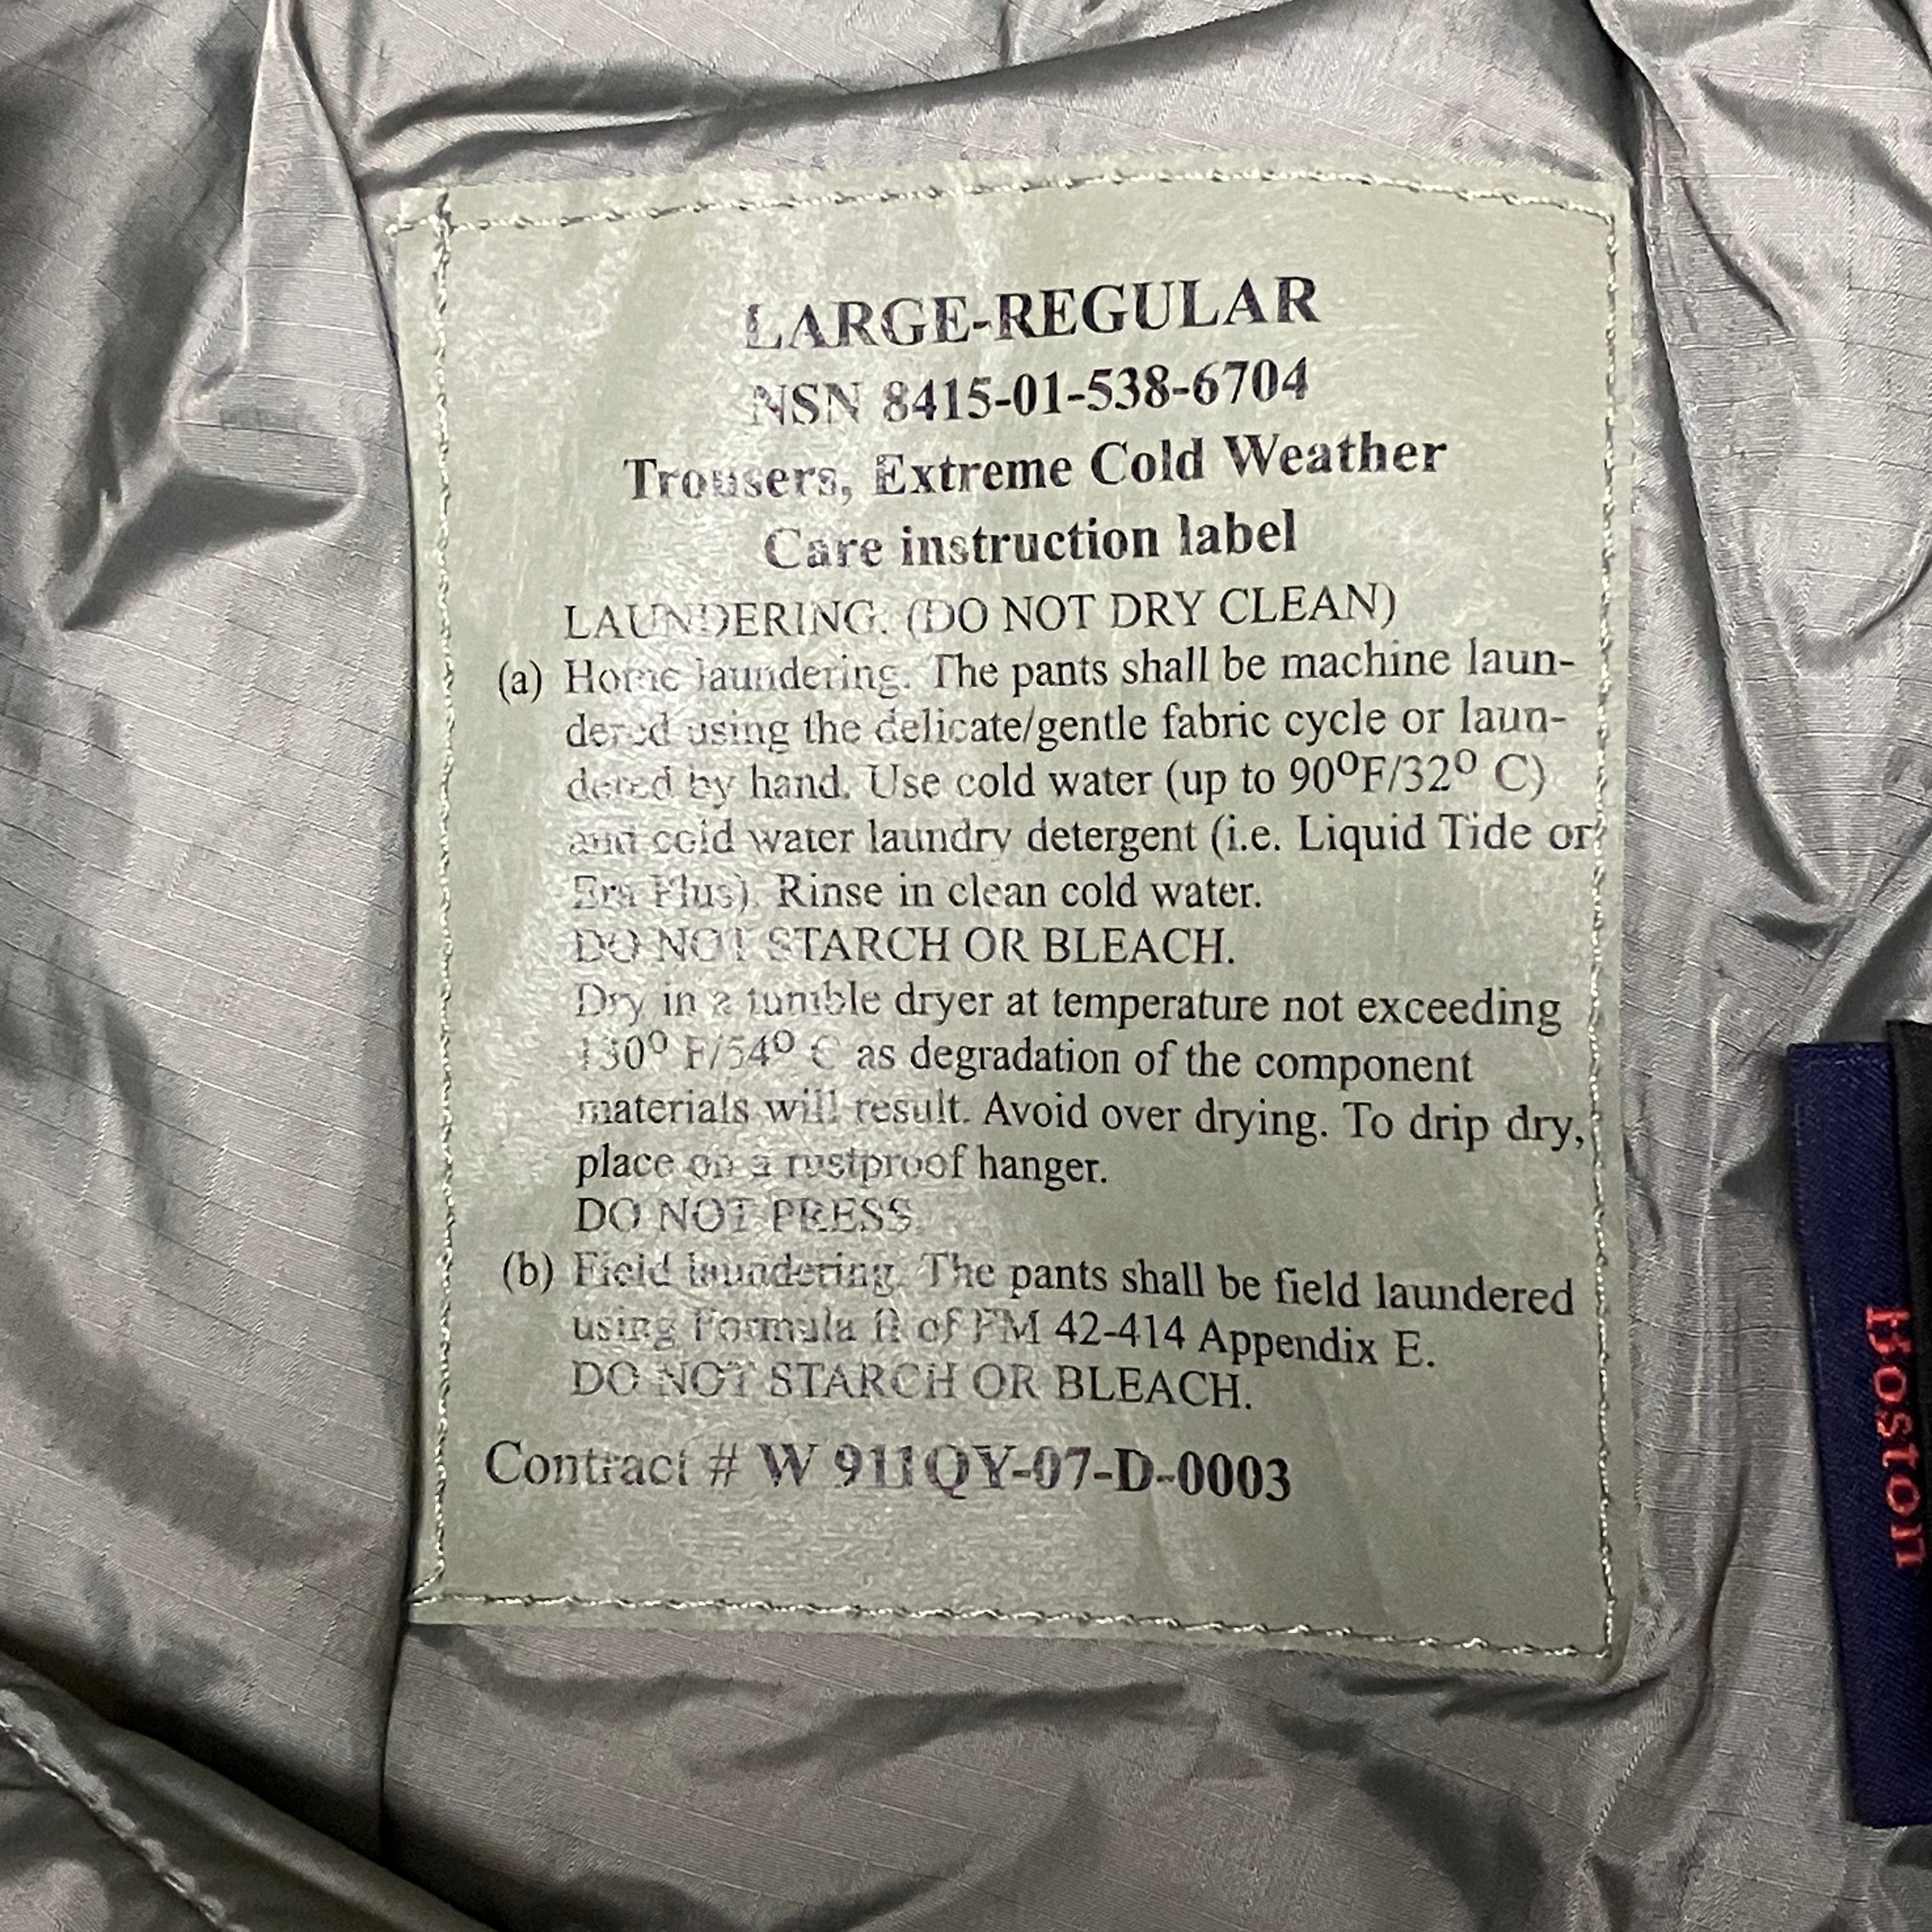 LARGE-REGULAR
NSN 8415-01-538-6704
Trousers, Extreme Cold Weather
Care instruction label
LAUNDERING. (DO NOT DRY CLEAN)
(a) Home laundering. The pants shall be machine laun-
dered using the delicate/gentle fabric cycle or laun-
dered by hand. Use cold water (up to 90ºF/32º C)
and cold water laundry detergent (i.e. Liquid Tide or
Era Plus). Rinse in clean cold water.
DO NOT STARCH OR BLEACH.
Dry in a tumble dryer at temperature not exceeding
130º F/54º C as degradation of the component
materials will result. Avoid over drying. To drip dry,
place on a rustproof hanger.
DO NOT PRESS.
(b) Field laundering. The pants shall be field laundered
using Formula II of FM 42-414 Appendix E.
DO NOT STARCH OR BLEACH.
Contract # W 911QY-07-D-0003
Boston